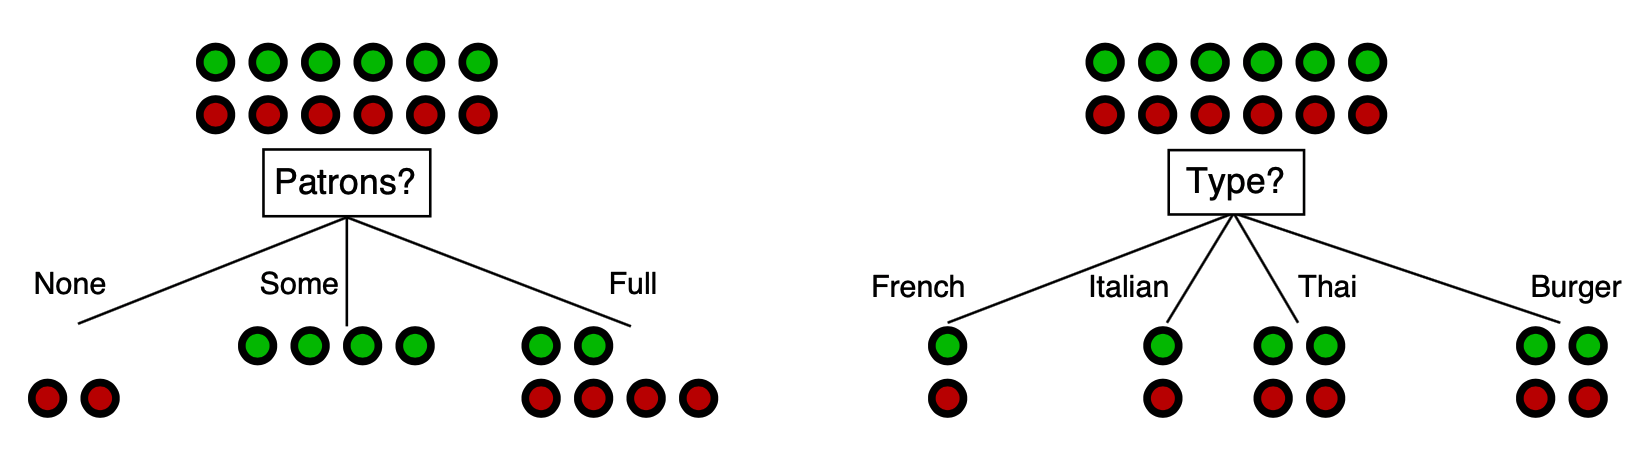 Patrons?
None
Some
Full
Type?
French
Italian
Thai
Burger